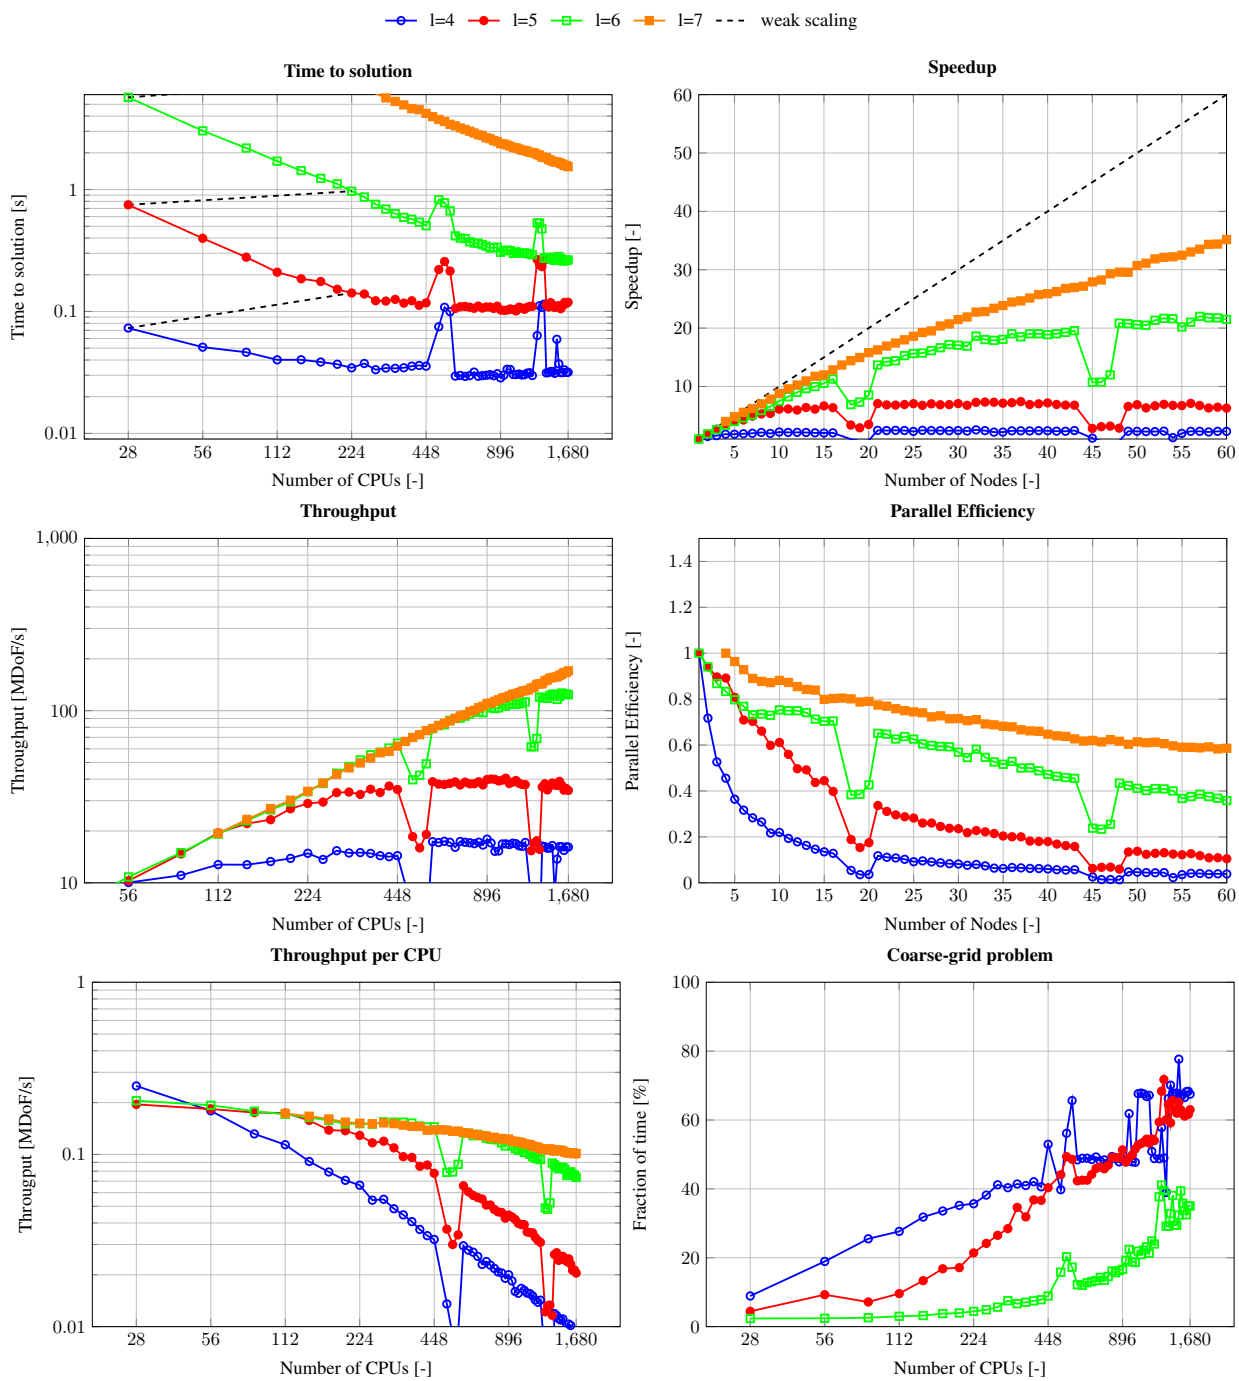 l=4 l=5 l=6 l=7 weak scaling
Time to solution
Time to solution [s]
1
0.1
0.01
28 56 112 224 448 896 1,680
Number of CPUs [-]
Speedup
Speedup [-]
60
50
40
30
20
10
5 10 15 20 25 30 35 40 45 50 55 60
Number of Nodes [-]
Throughput
Throughput [MDoF/s]
1,000
100
10
56 112 224 448 896 1,680
Number of CPUs [-]
Parallel Efficiency
Parallel Efficiency [-]
1.4
1.2
1
0.8
0.6
0.4
0.2
0
5 10 15 20 25 30 35 40 45 50 55 60
Number of Nodes [-]
Throughput per CPU
Througput [MDoF/s]
1
0.1
0.01
28 56 112 224 448 896 1,680
Number of CPUs [-]
Coarse-grid problem
Fraction of time [%]
100
80
60
40
20
0
28 56 112 224 448 896 1,680
Number of CPUs [-]